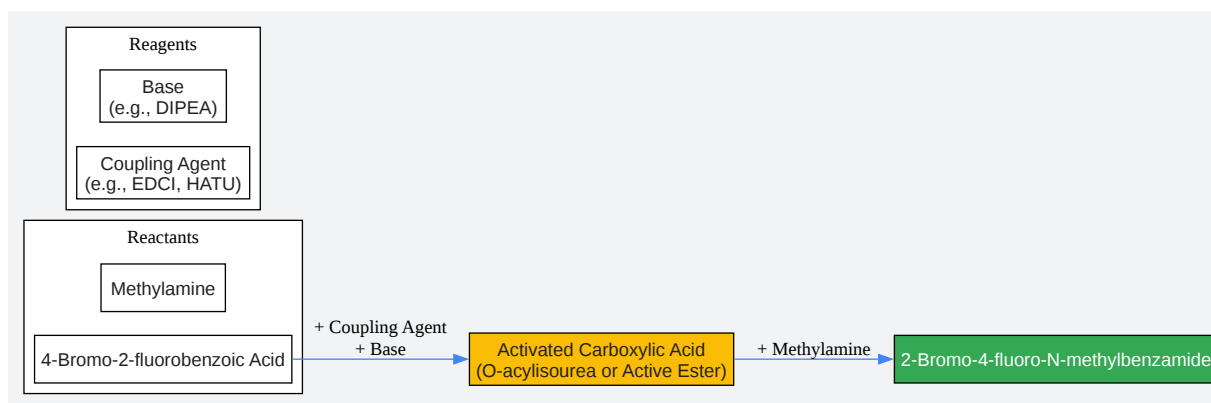 Reagents
Base
(e.g., DIPEA)
Coupling Agent
(e.g., EDCI, HATU)
Reactants
Methylamine
4-Bromo-2-fluorobenzoic Acid
+ Coupling Agent
+ Base
Activated Carboxylic Acid
(O-acylisourea or Active Ester)
+ Methylamine
2-Bromo-4-fluoro-N-methylbenzamide